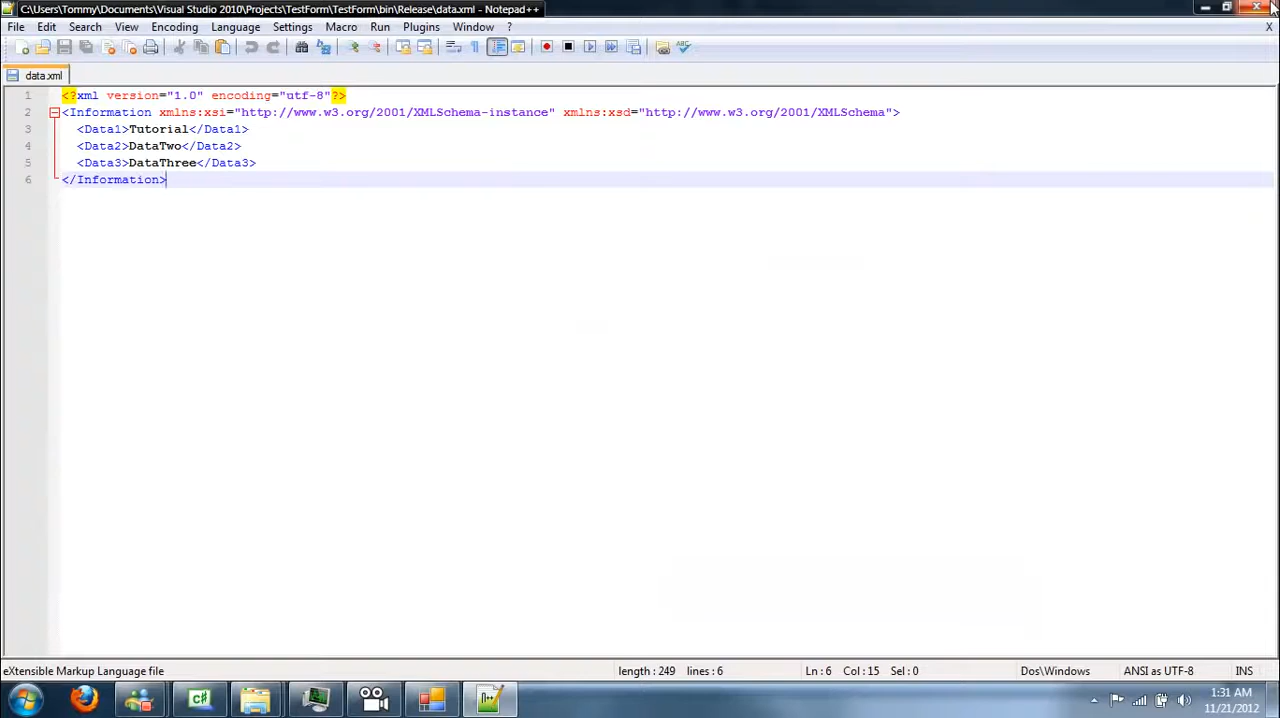 C:\Users\Tommy\Documents\Visual Studio 2010\Projects\TestForm\TestForm\bin\Release\data.xml - Notepad++
File Edit Search View Encoding Language Settings Macro Run Plugins Window ? X
data.xml
1 <?xml version="1.0" encoding="utf-8"?>
2 <Information xmlns:xsi="http://www.w3.org/2001/XMLSchema-instance" xmlns:xsd="http://www.w3.org/2001/XMLSchema">
3 <Data1>Tutorial</Data1>
4 <Data2>DataTwo</Data2>
5 <Data3>DataThree</Data3>
6 </Information>
eXtensible Markup Language file length : 249 lines : 6 Ln : 6 Col : 15 Sel : 0 Dos\Windows ANSI as UTF-8 INS
1:31 AM
11/21/2012